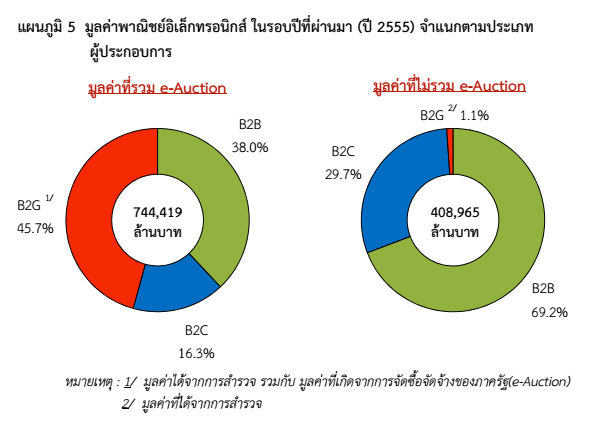 แผนภูมิ 5 มูลค่าพาณิชย์อิเล็กทรอนิกส์ ในรอบปีที่ผ่านมา (ปี 2555) จำแนกตามประเภท
ผู้ประกอบการ
มูลค่าที่รวม e-Auction
B2B
38.0%
B2G 1/
45.7%
744,419
ล้านบาท
B2C
16.3%
มูลค่าที่ไม่รวม e-Auction
B2G 2/ 1.1%
B2C
29.7%
408,965
ล้านบาท
B2B
69.2%
หมายเหตุ : 1/ มูลค่าได้จากการสำรวจ รวมกับ มูลค่าที่เกิดจากการจัดซื้อจัดจ้างของภาครัฐ(e-Auction)
2/ มูลค่าที่ได้จากการสำรวจ